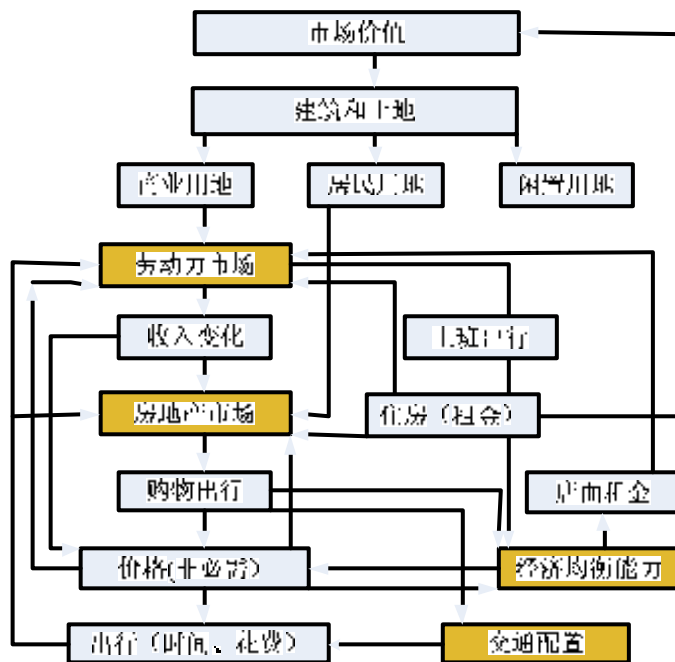 市场价值
建筑和土地
商业用地
居民用地
闲置用地
劳动力市场
收入变化
上班出行
房地产市场
住房（租金）
购物出行
店面租金
价格(非必需）
经济均衡能力
出行（时间、花费）
交通配置